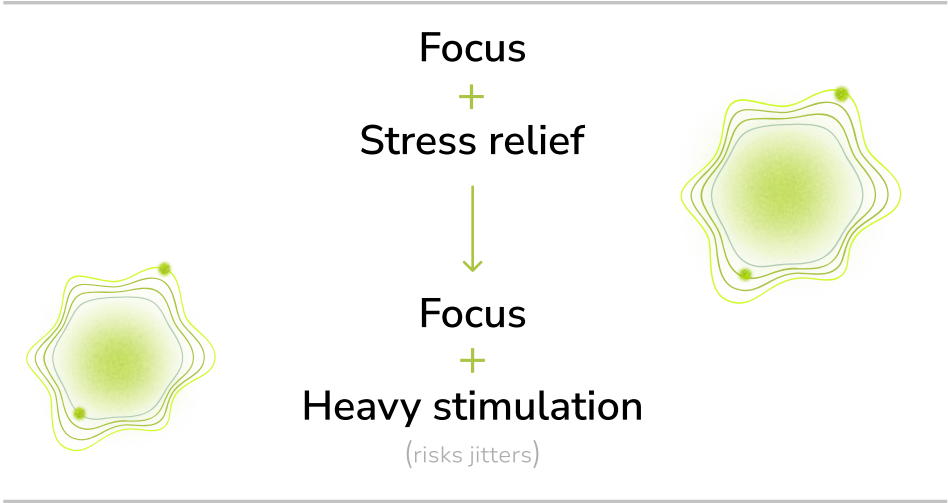 Focus
+
Stress relief
Focus
+
Heavy stimulation
(risks jitters)